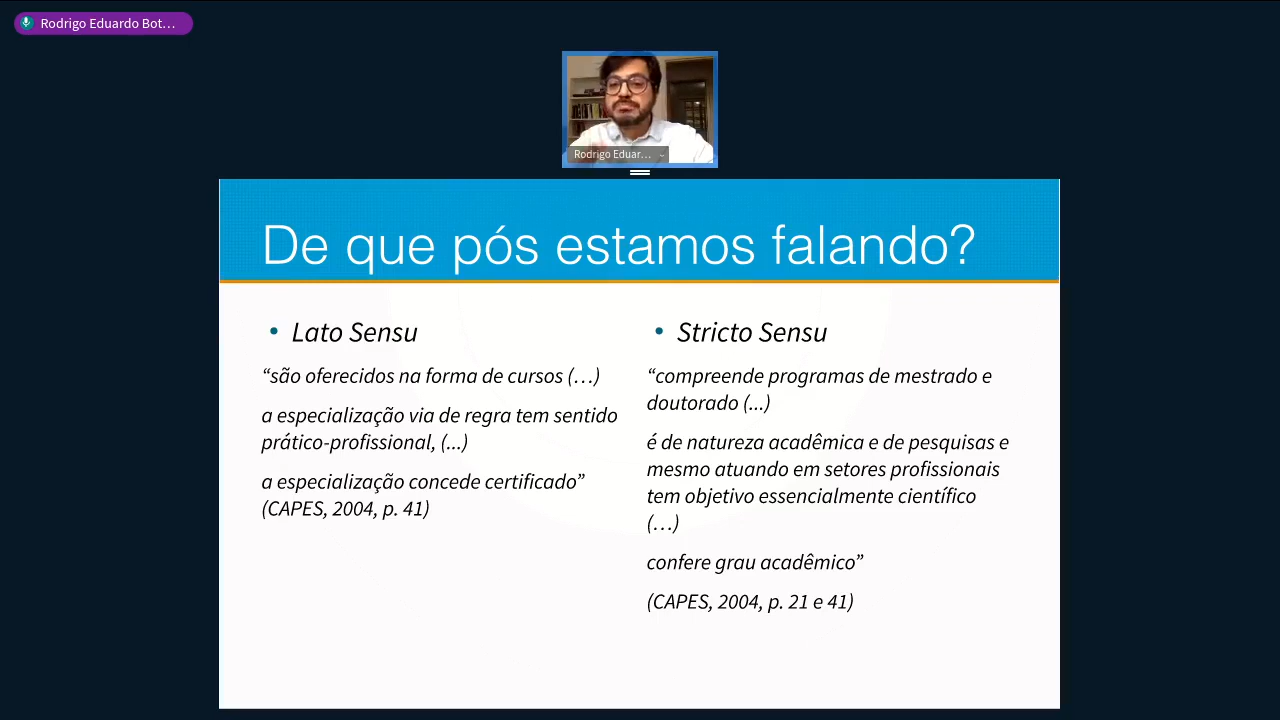 Rodrigo Eduardo Bot...
Rodrigo Eduar...
De que pós estamos falando?
• Lato Sensu
“são oferecidos na forma de cursos (…)
a especialização via de regra tem sentido
prático-profissional, (...)
a especialização concede certificado”
(CAPES, 2004, p. 41)
• Stricto Sensu
“compreende programas de mestrado e
doutorado (...)
é de natureza acadêmica e de pesquisas e
mesmo atuando em setores profissionais
tem objetivo essencialmente científico
(…)
confere grau acadêmico”
(CAPES, 2004, p. 21 e 41)